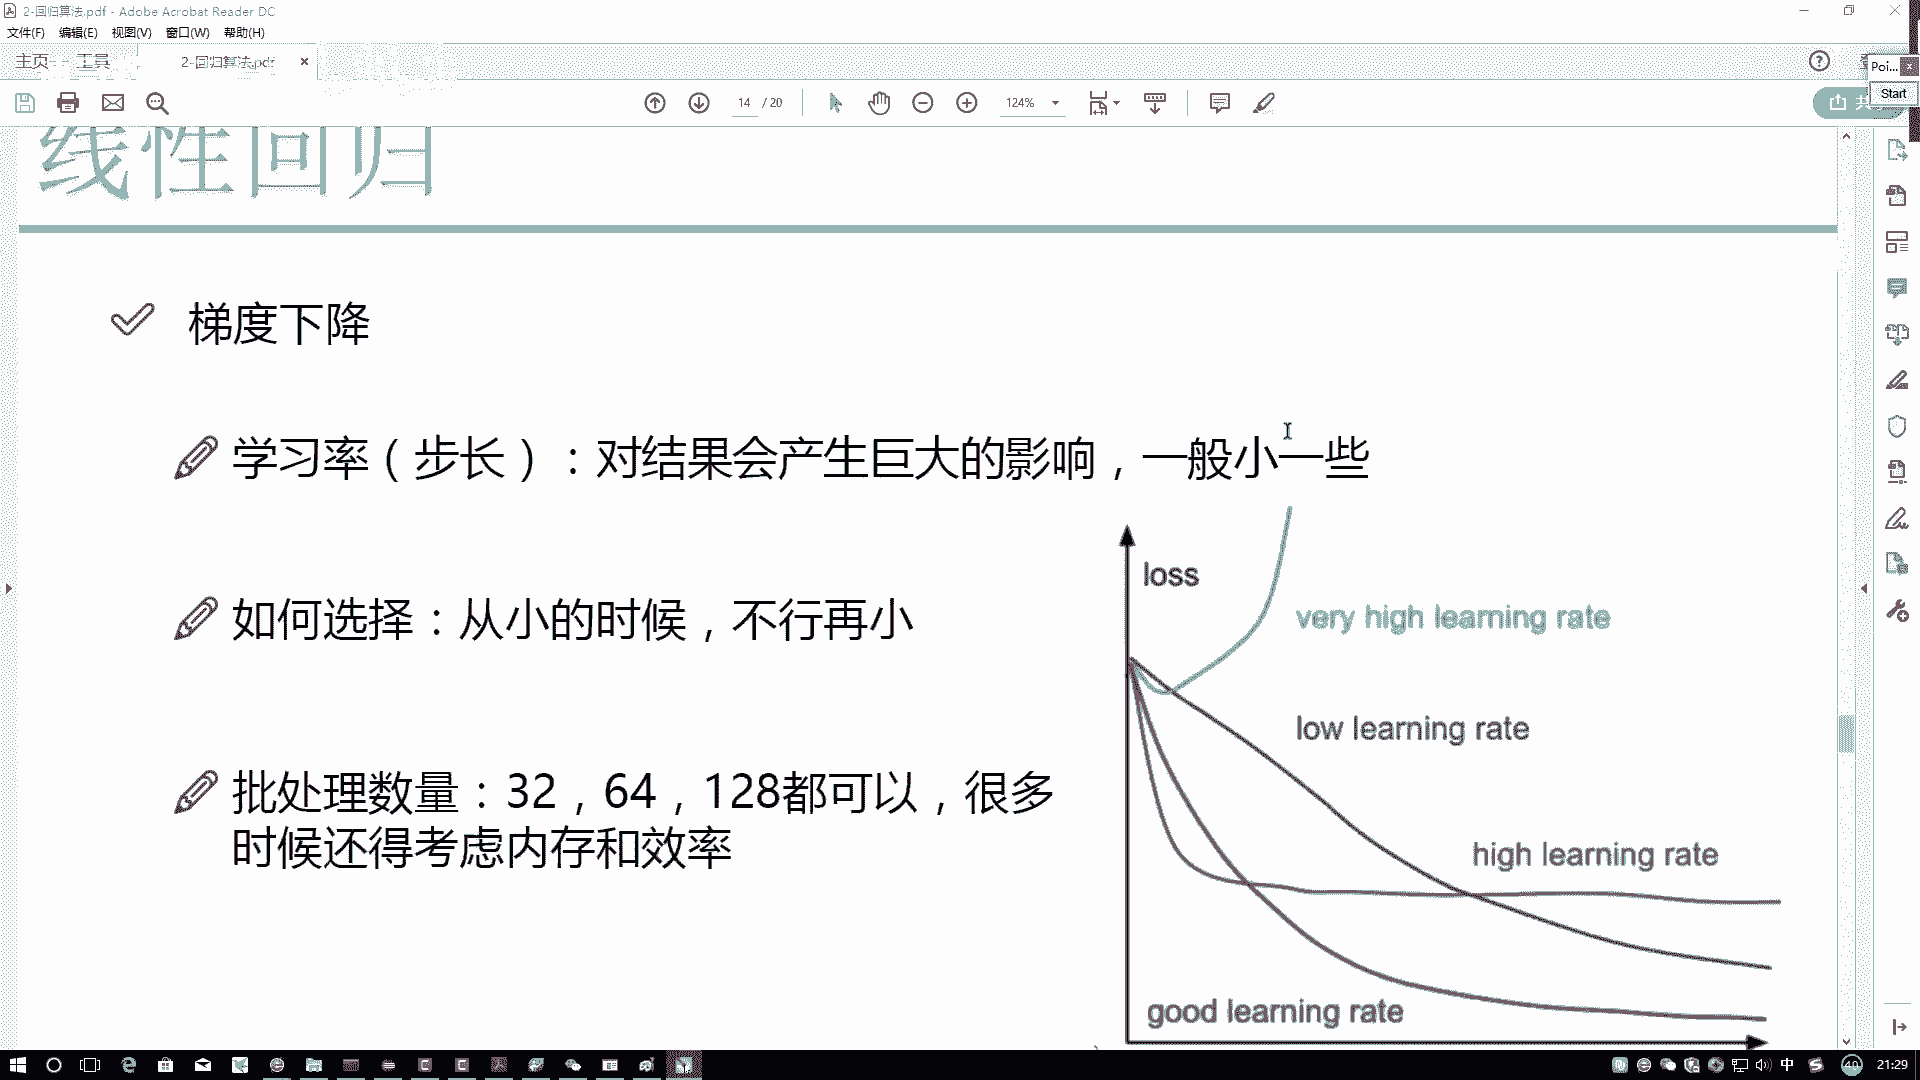 2-回归算法.pdf - Adobe Acrobat Reader DC
文件(F) 编辑(E) 视图(V) 窗口(W) 帮助(H)
主页 工具 2-回归算法.pdf
Poi...
Start
14 / 20
124%
线性回归
梯度下降
学习率（步长）：对结果会产生巨大的影响，一般小一些
如何选择：从小的时候，不行再小
批处理数量：32，64，128都可以，很多
时候还得考虑内存和效率
loss
very high learning rate
low learning rate
high learning rate
good learning rate
中
40
21:29